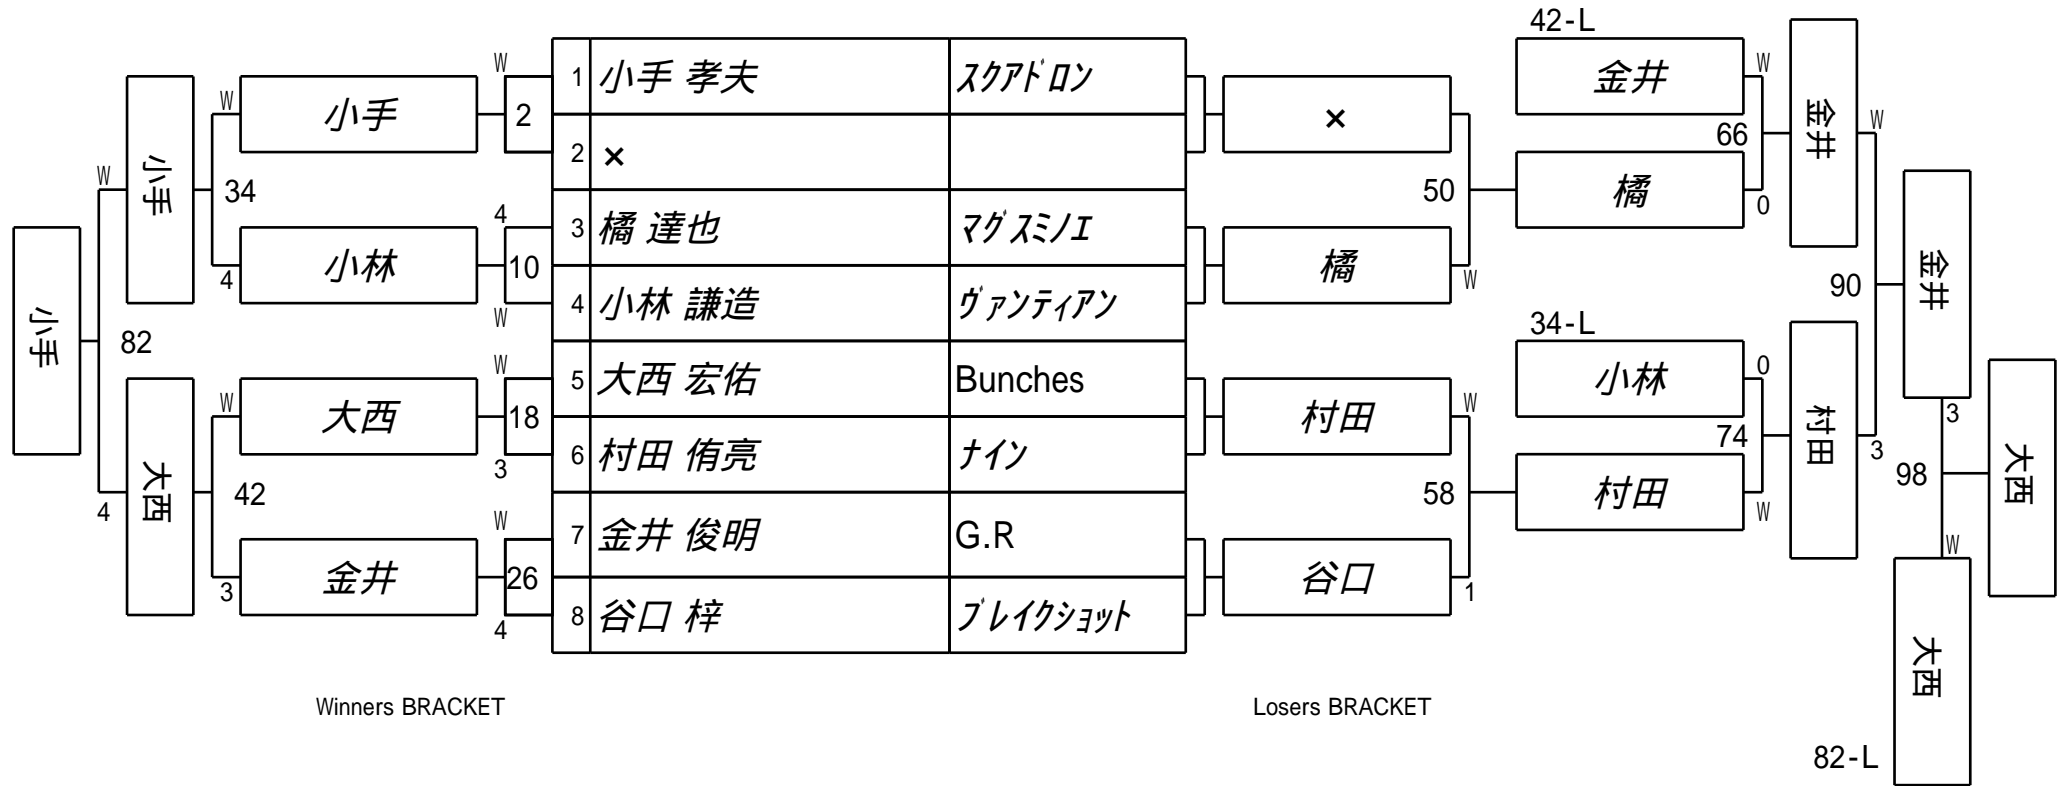 42-L
W
1 小手 孝夫 スクアドロン
金井
W
W
小手
2
×
66
金井
W
2 ×
小手
W
34
50
橘
0
4
3 橘 達也 マグスミノエ
4
小林
10
橘
W
90
金井
4 小林 謙造 ヴァンティアン
W
34-L
小手
82
W
5 大西 宏佑 Bunches
小林
0
W
大西
18
村田
W
74
村田
3
3
6 村田 侑亮 ナイン
3
大西
4
42
58
村田
W
98
大西
W
7 金井 俊明 G.R
3
金井
26
谷口
1
W
4
8 谷口 梓 ブレイクショット
大西
Winners BRACKET
Losers BRACKET
82-L